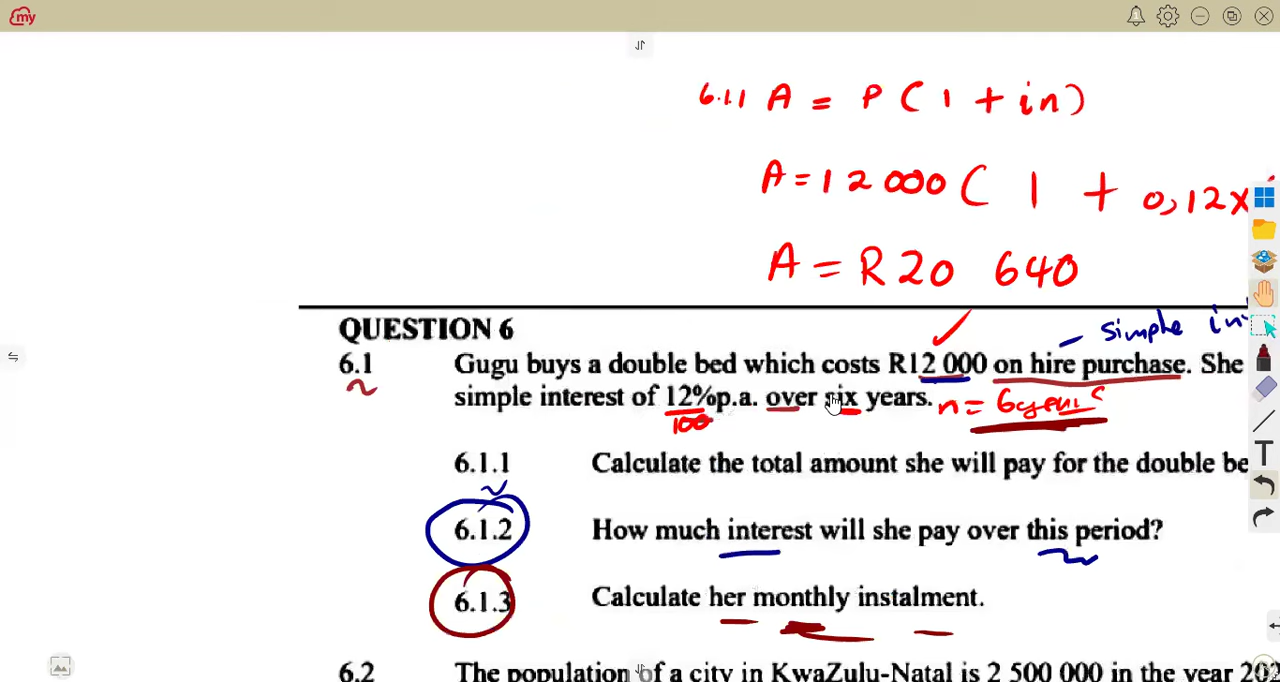 my
6.11 A = P ( 1 + in)
A = 12 000 ( 1 + 0,12x
A = R20 640
QUESTION 6
simple in
6.1 Gugu buys a double bed which costs R12 000 on hire purchase. She
simple interest of 12%p.a. over six years. n = 6years
100
6.1.1 Calculate the total amount she will pay for the double be
6.1.2 How much interest will she pay over this period?
6.1.3 Calculate her monthly instalment.
6.2 The population of a city in KwaZulu-Natal is 2 500 000 in the year 202
T